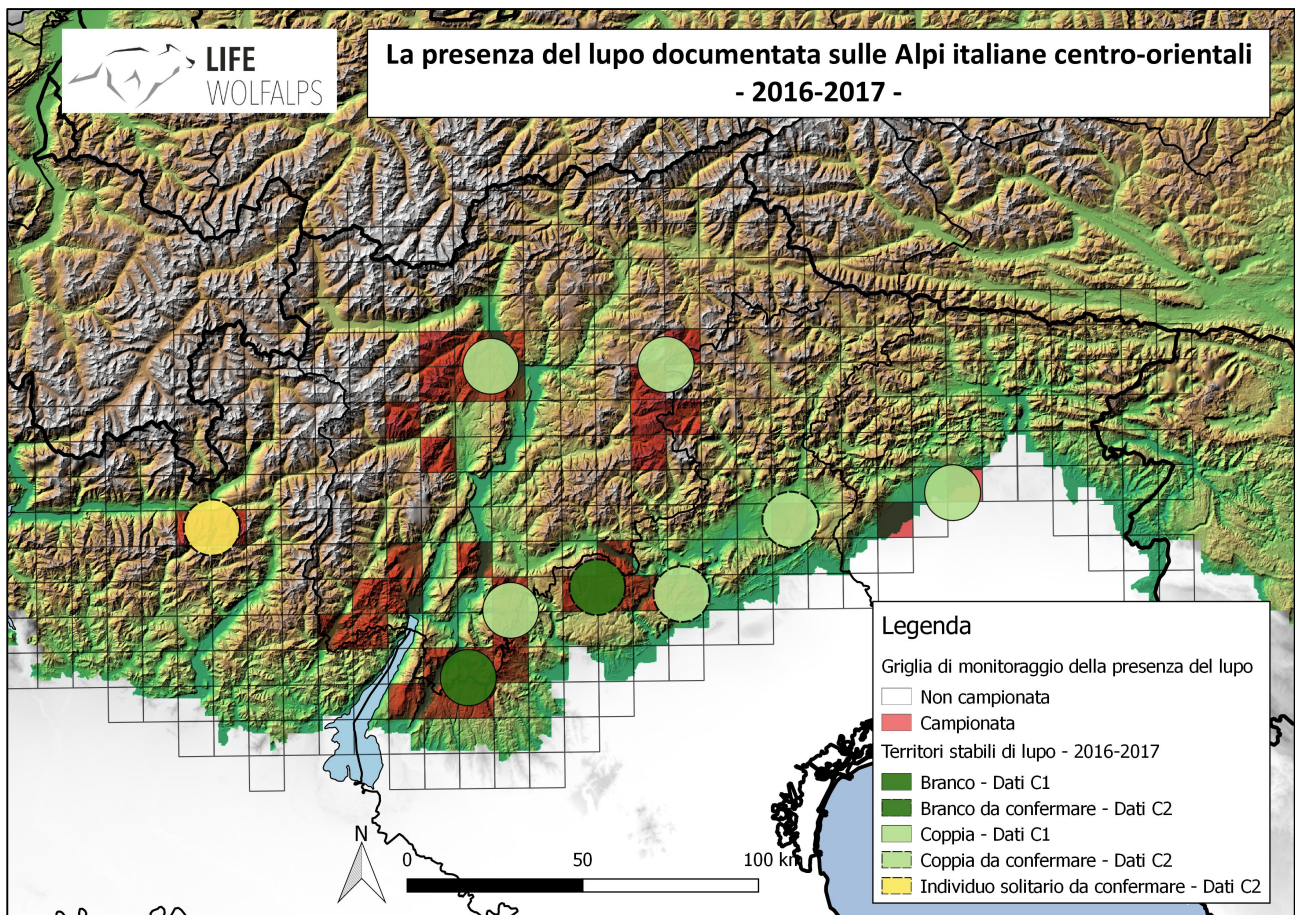 LIFE
WOLFALPS
La presenza del lupo documentata sulle Alpi italiane centro-orientali
- 2016-2017 -
Legenda
Griglia di monitoraggio della presenza del lupo
Non campionata
Campionata
Territori stabili di lupo - 2016-2017
Branco - Dati C1
Branco da confermare - Dati C2
Coppia - Dati C1
Coppia da confermare - Dati C2
Individuo solitario da confermare - Dati C2
N
0 50 100 km